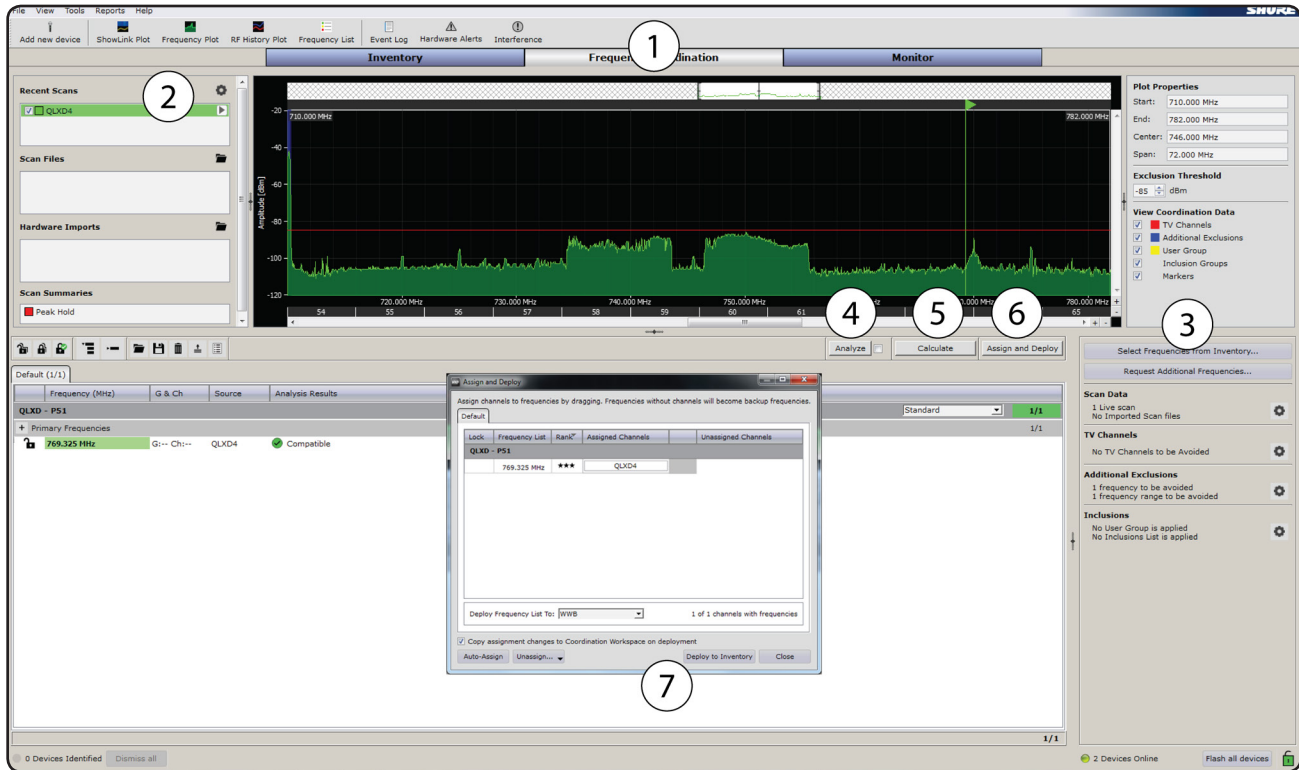 File View Tools Reports Help
SHURE
Add new device ShowLink Plot Frequency Plot RF History Plot Frequency List Event Log Hardware Alerts Interference
1
Inventory Monitor
2
Recent Scans
QLXD4
Scan Files
Hardware Imports
Scan Summaries
Peak Hold
Amplitude [dBm]
-20
-40
-60
-80
-100
-120
710.000 MHz 782.000 MHz
720.000 MHz 730.000 MHz 740.000 MHz 750.000 MHz 780.000 MHz
54 55 56 57 58 59 60 61 65
Plot Properties
Start: 710.000 MHz
End: 782.000 MHz
Center: 746.000 MHz
Span: 72.000 MHz
Exclusion Threshold
-85 dBm
View Coordination Data
TV Channels
Additional Exclusions
User Group
Inclusion Groups
Markers
3
4 5 6
Analyze Calculate Assign and Deploy
Select Frequencies from Inventory...
Request Additional Frequencies...
Default (1/1)
Frequency (MHz) G & Ch Source Analysis Results
QLXD - P51 Standard 1/1
+ Primary Frequencies 1/1
769.325 MHz G:-- Ch:-- QLXD4 Compatible
Assign and Deploy
Assign channels to frequencies by dragging. Frequencies without channels will become backup frequencies.
Default
Lock Frequency List Rank Assigned Channels Unassigned Channels
QLXD - P51
769.325 MHz ★★★ QLXD4
Deploy Frequency List To: WWB 1 of 1 channels with frequencies
Copy assignment changes to Coordination Workspace on deployment
Auto-Assign Unassign... Deploy to Inventory Close
7
Scan Data
1 Live scan
No Imported Scan files
TV Channels
No TV Channels to be Avoided
Additional Exclusions
1 frequency to be avoided
1 frequency range to be avoided
Inclusions
No User Group is applied
No Inclusions List is applied
1/1
0 Devices Identified Dismiss all
2 Devices Online Flash all devices